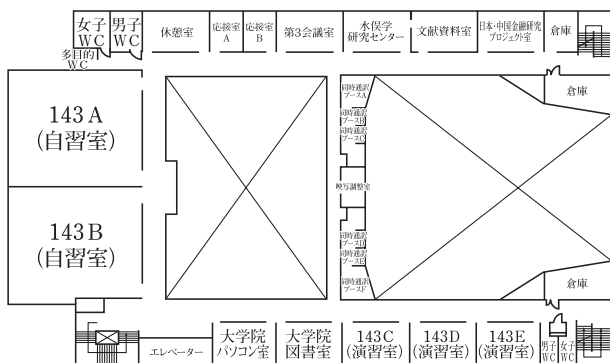 女子
WC
男子
WC
休憩室
応接室
A
応接室
B
第3会議室
水俣学
研究センター
文献資料室
日本・中国金融研究
プロジェクト室
倉庫
多目的
WC
143A
(自習室)
143B
(自習室)
同時通訳
ブースA
同時通訳
ブースB
同時通訳
ブースC
映写調整室
同時通訳
ブースD
同時通訳
ブースE
同時通訳
ブースF
倉庫
倉庫
エレベーター
大学院
パソコン室
大学院
図書室
143C
(演習室)
143D
(演習室)
143E
(演習室)
男子
WC
女子
WC